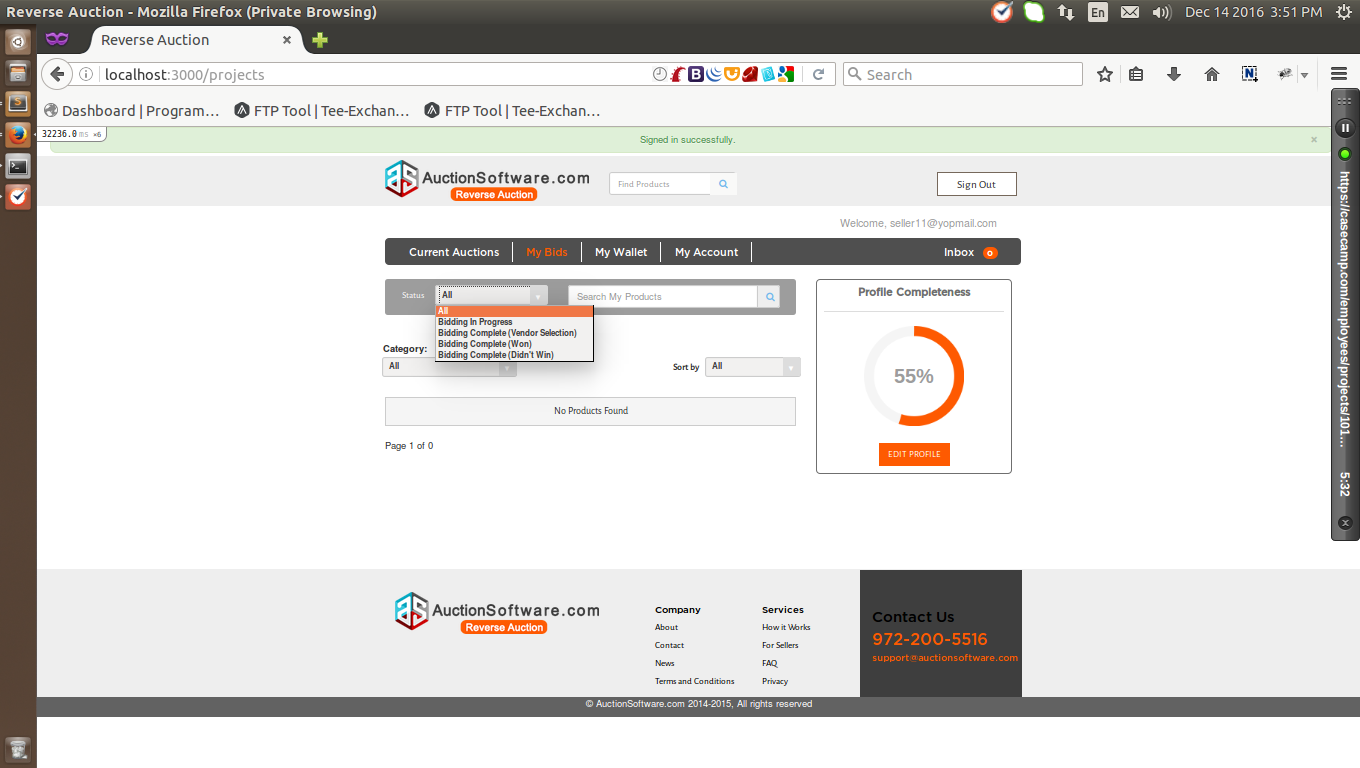 Reverse Auction - Mozilla Firefox (Private Browsing)
En
Dec 14 2016 3:51 PM
Reverse Auction
localhost:3000/projects
Search
Dashboard | Program…
FTP Tool | Tee-Exchan…
FTP Tool | Tee-Exchan…
32236.0 ms ×6
Signed in successfully.
×
AuctionSoftware.com
Reverse Auction
Find Products
Sign Out
Welcome, seller11@yopmail.com
Current Auctions
My Bids
My Wallet
My Account
Inbox 0
Status
All
Search My Products
All
Bidding In Progress
Bidding Complete (Vendor Selection)
Bidding Complete (Won)
Bidding Complete (Didn't Win)
Category:
All
Sort by
All
No Products Found
Page 1 of 0
Profile Completeness
55%
EDIT PROFILE
https://casecamp.com/employees/projects/101...
5:32
AuctionSoftware.com
Reverse Auction
Company
About
Contact
News
Terms and Conditions
Services
How it Works
For Sellers
FAQ
Privacy
Contact Us
972-200-5516
support@auctionsoftware.com
© AuctionSoftware.com 2014-2015, All rights reserved